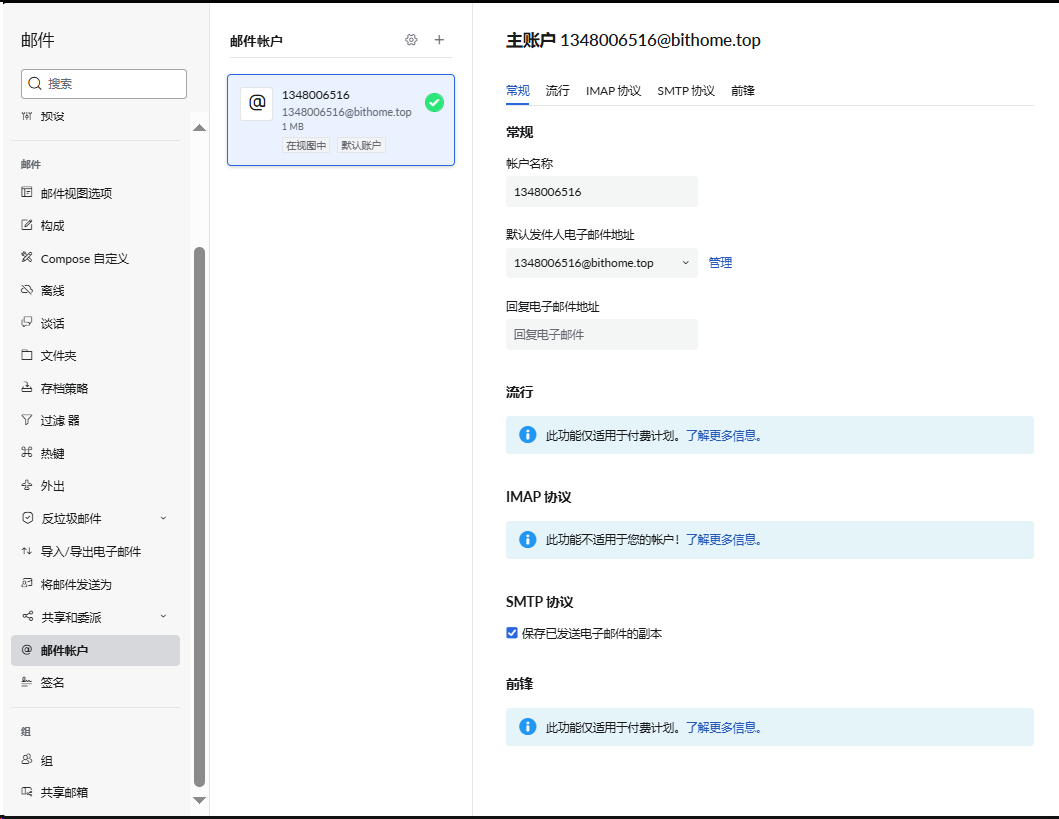 邮件
搜索
预设
邮件
邮件视图选项
构成
Compose 自定义
离线
谈话
文件夹
存档策略
过滤 器
热键
外出
反垃圾邮件
导入/导出电子邮件
将邮件发送为
共享和委派
邮件帐户
签名
组
组
共享邮箱
邮件帐户
1348006516
1348006516@bithome.top
1 MB
在视图中 默认账户
主账户 1348006516@bithome.top
常规 流行 IMAP 协议 SMTP 协议 前锋
常规
帐户名称
1348006516
默认发件人电子邮件地址
1348006516@bithome.top 管理
回复电子邮件地址
回复电子邮件
流行
此功能仅适用于付费计划。了解更多信息。
IMAP 协议
此功能不适用于您的帐户！了解更多信息。
SMTP 协议
保存已发送电子邮件的副本
前锋
此功能仅适用于付费计划。了解更多信息。